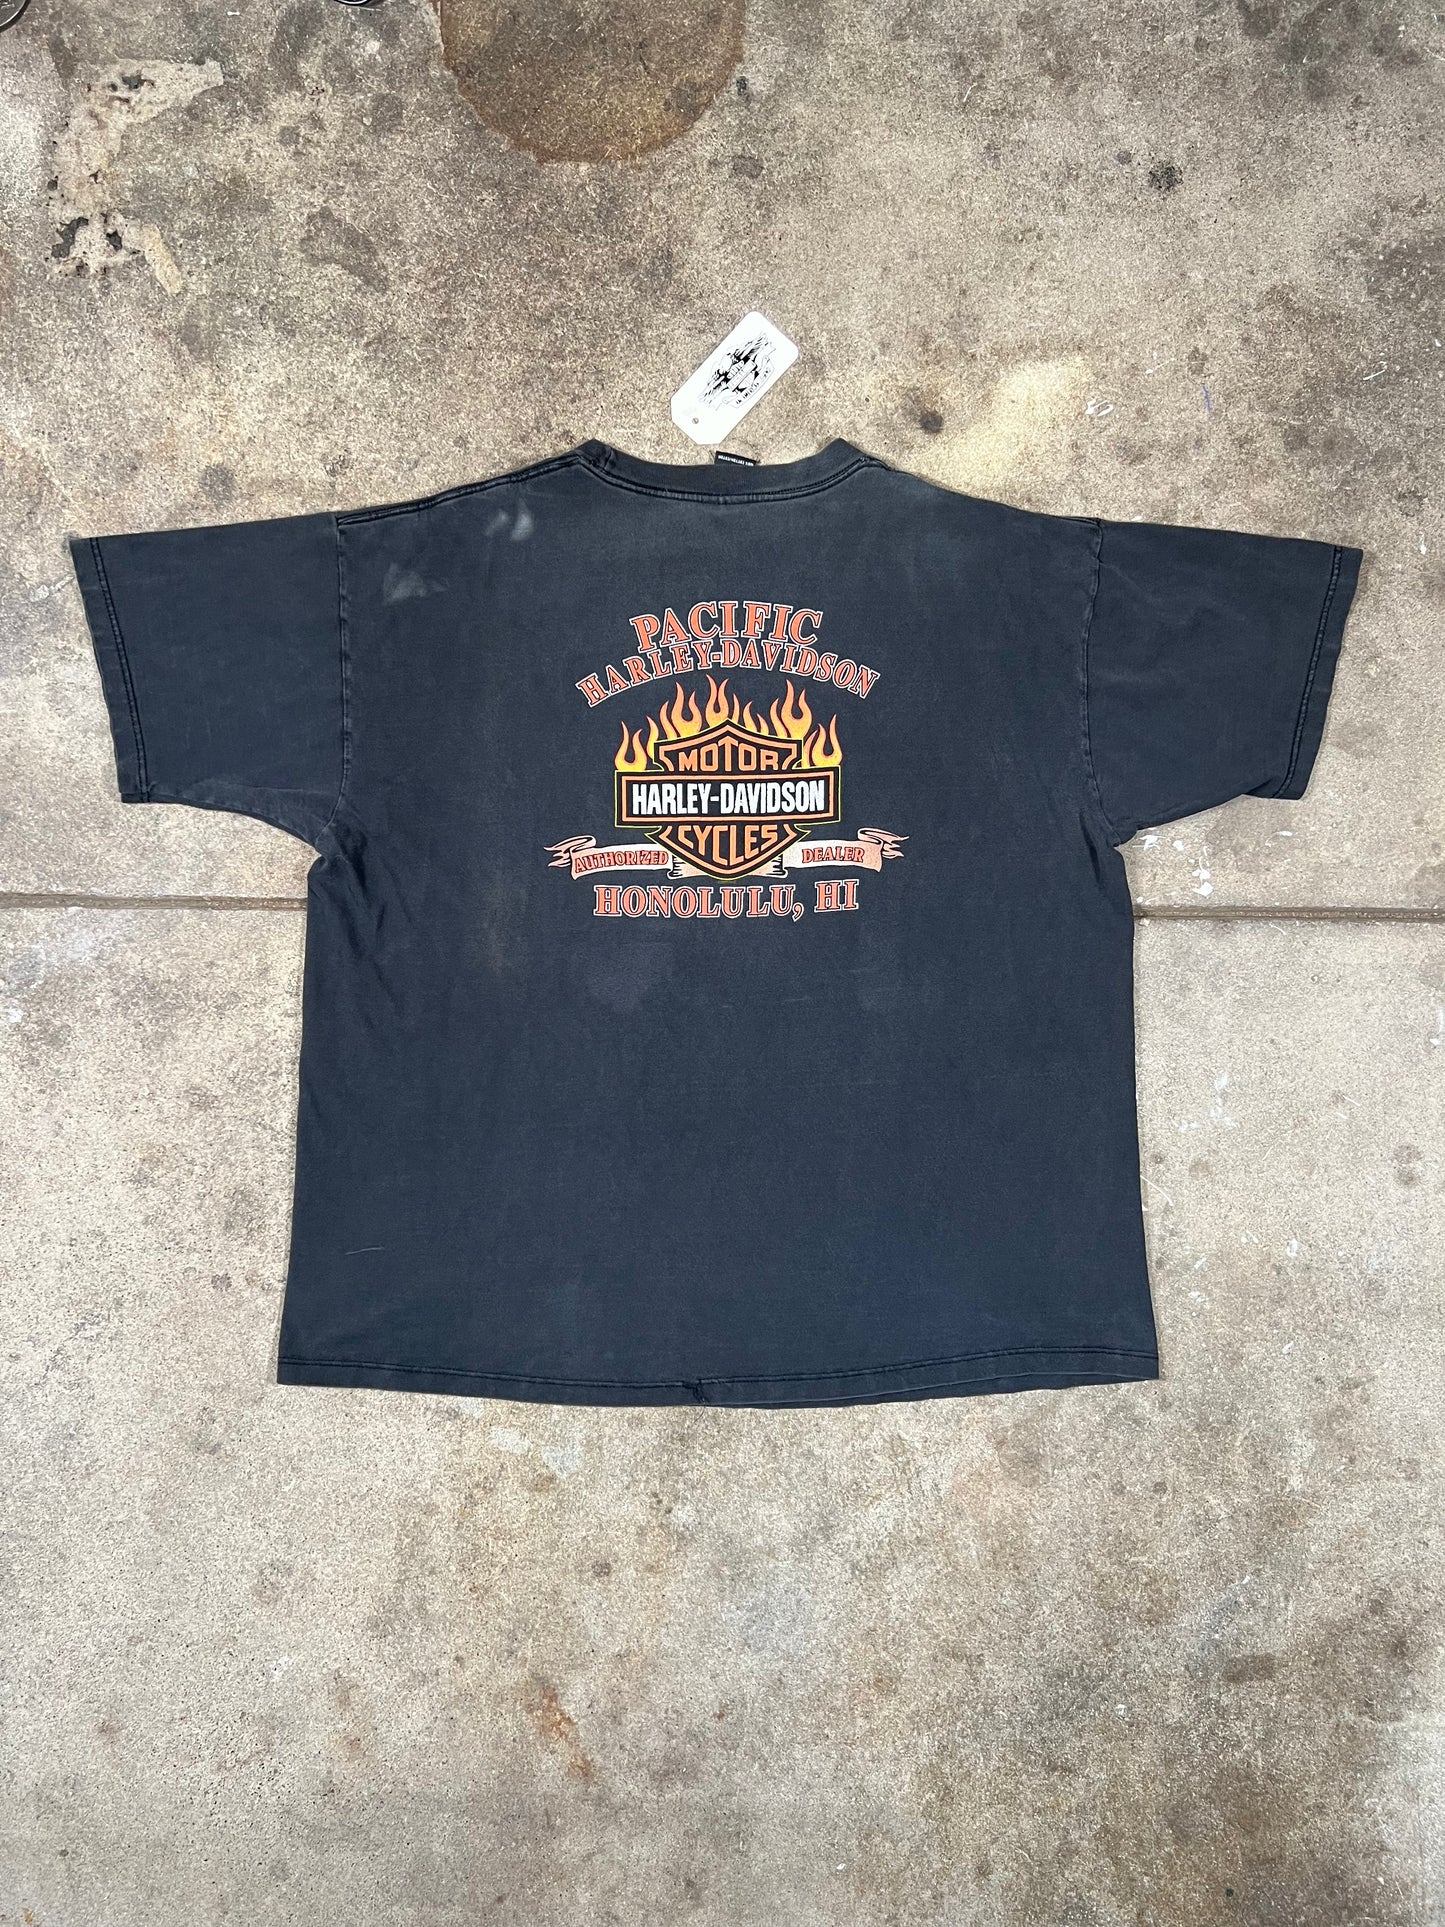 PACIFIC
HARLEY-DAVIDSON
MOTOR
HARLEY-DAVIDSON
CYCLES
AUTHORIZED DEALER
HONOLULU, HI